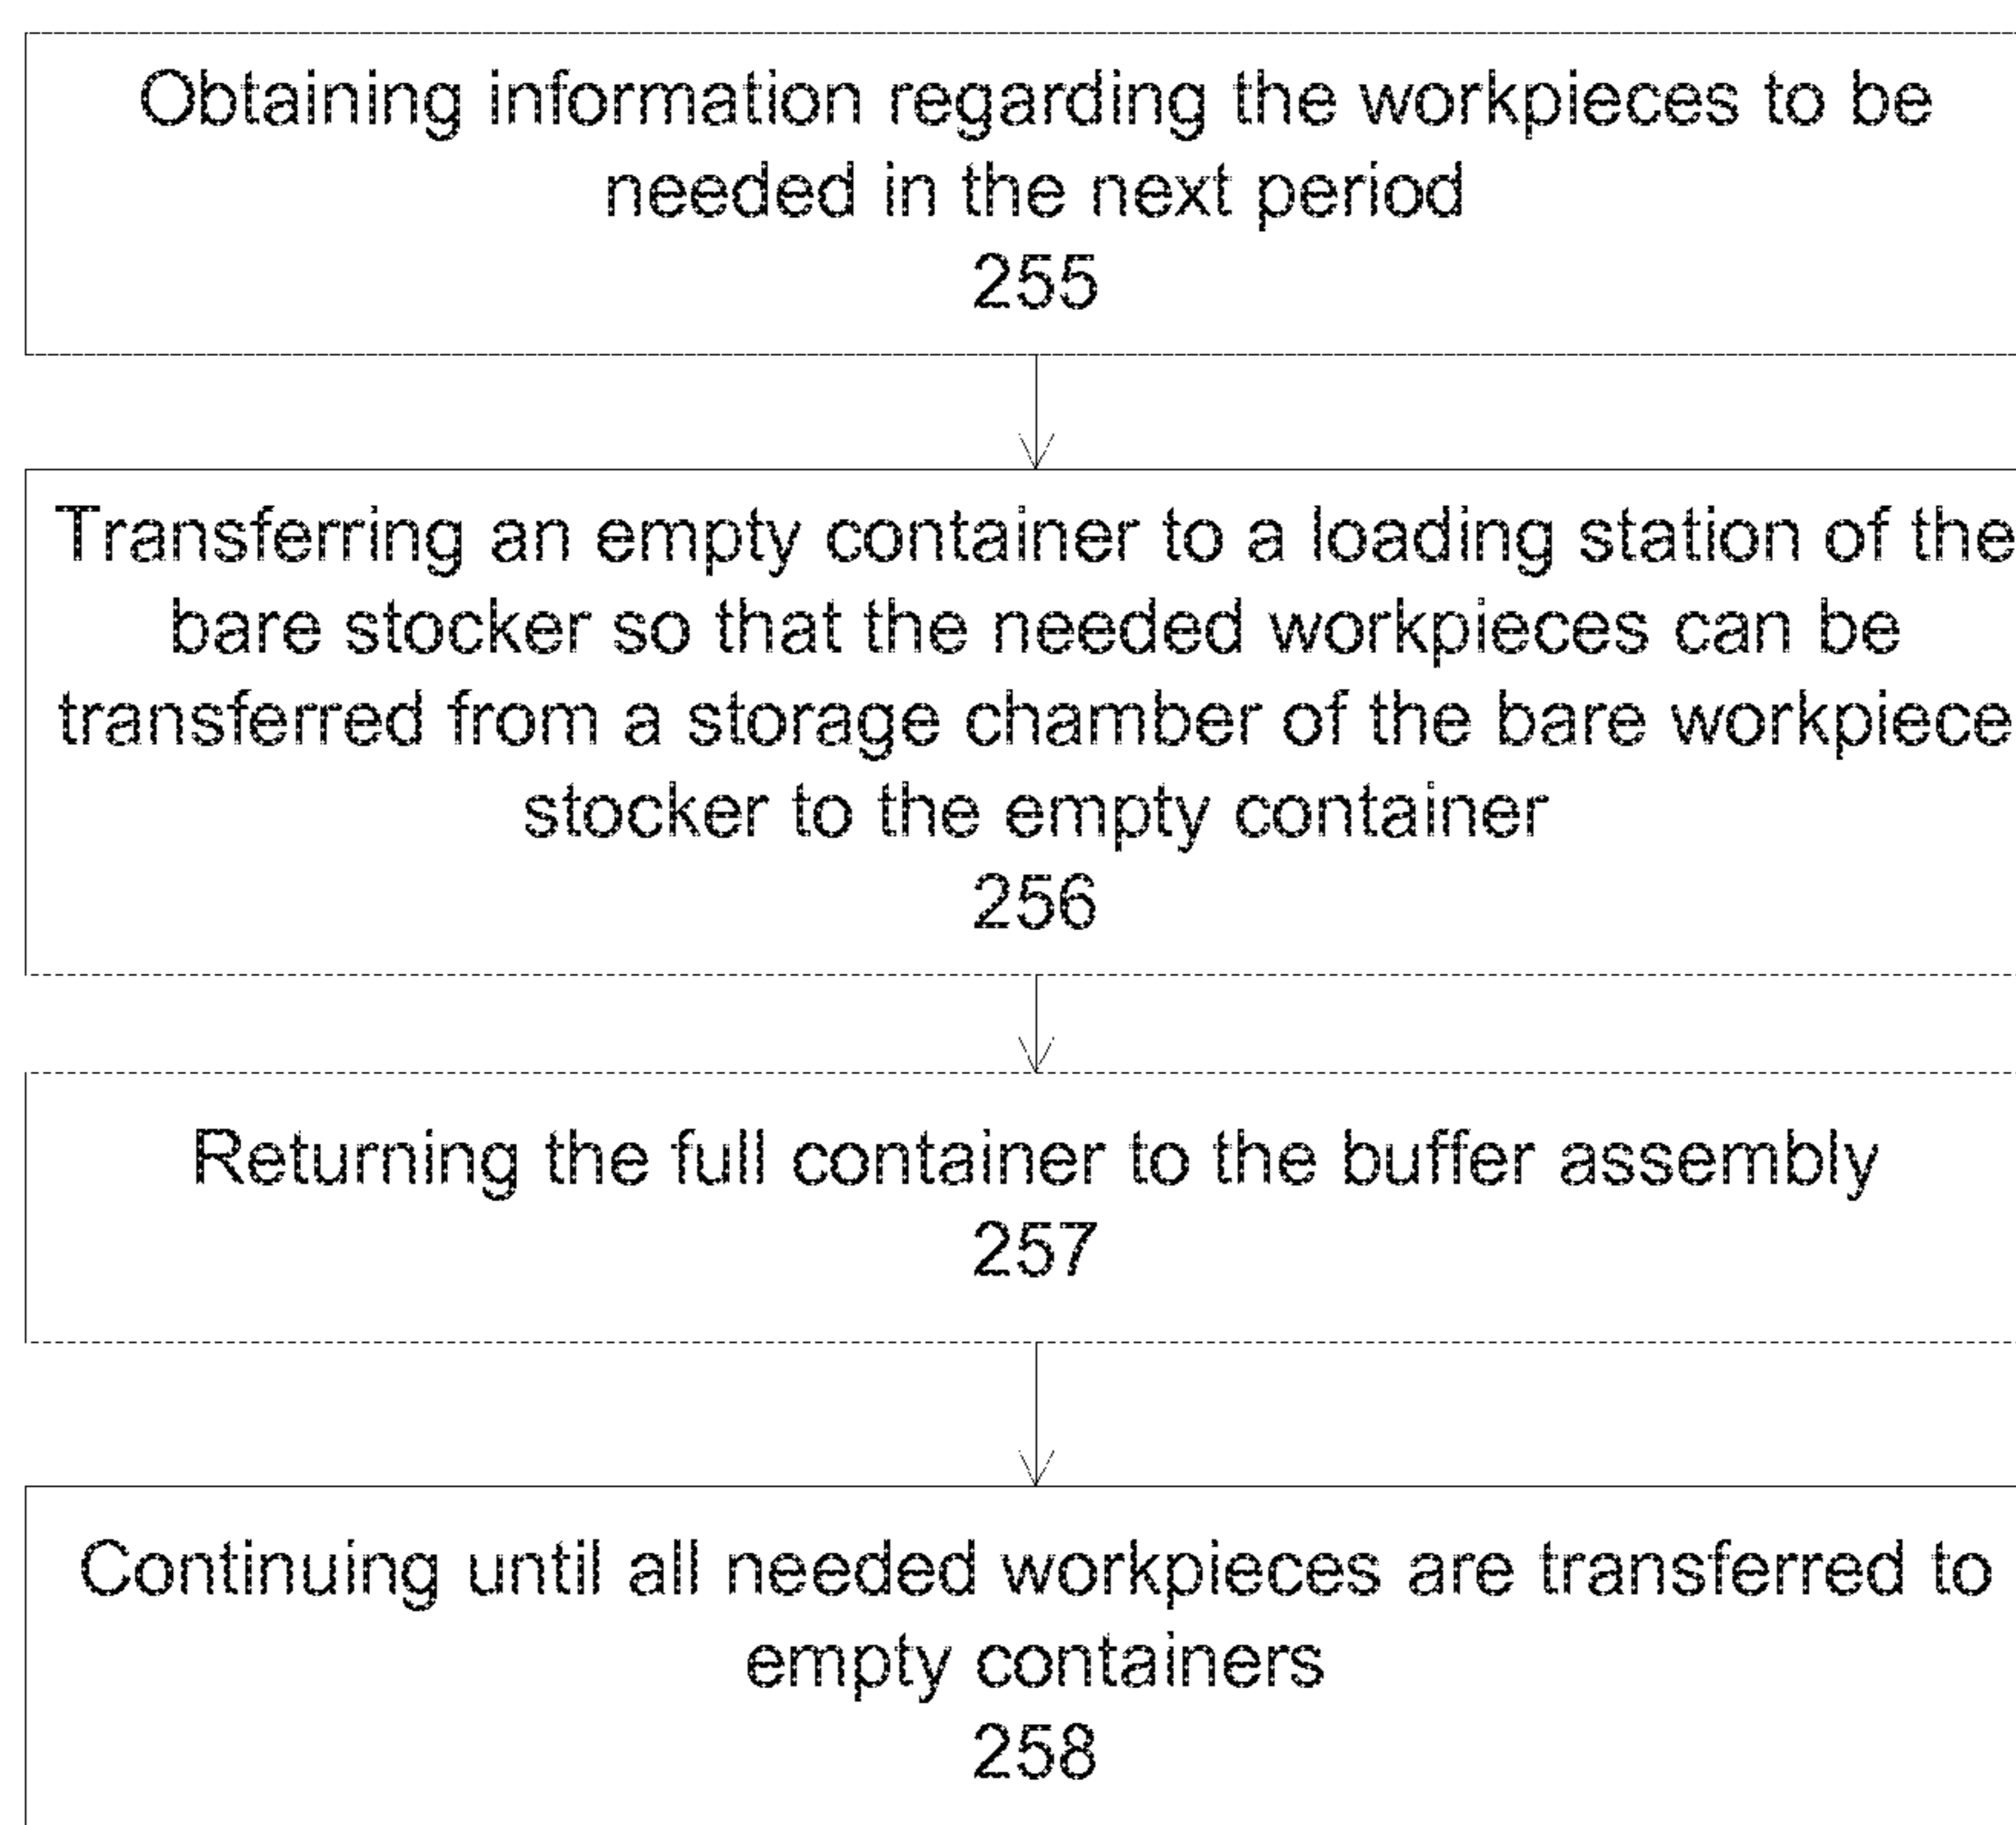 Obtaining information regarding the workpieces to be
needed in the next period
255
Transferring an empty container to a loading station of the
bare stocker so that the needed workpieces can be
transferred from a storage chamber of the bare workpiece
stocker to the empty container
256
Returning the full container to the buffer assembly
257
Continuing until all needed workpieces are transferred to
empty containers
258